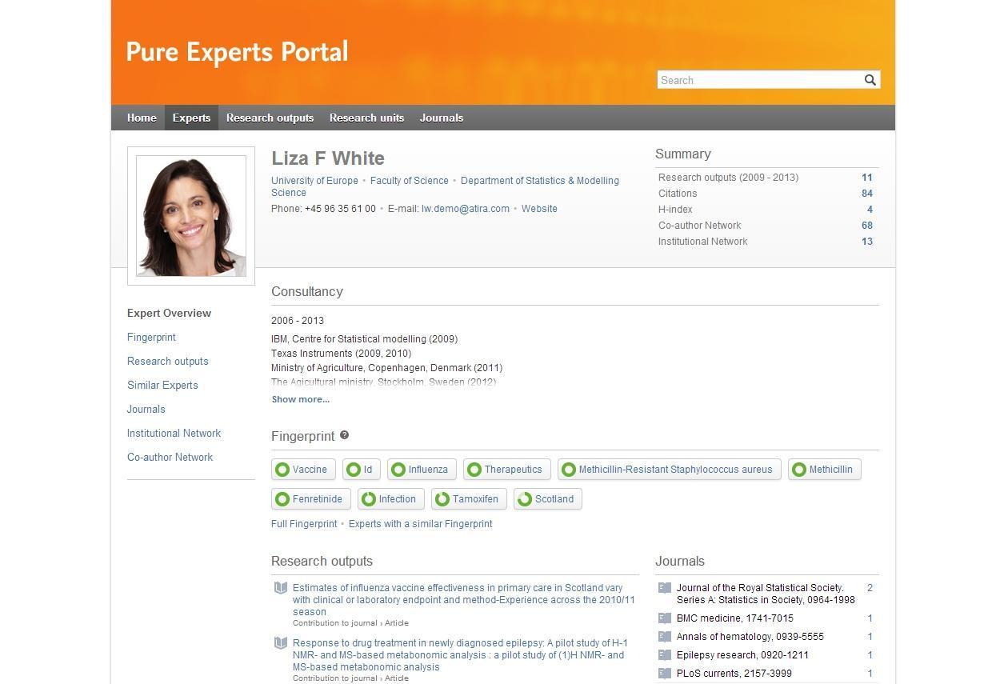 Pure Experts Portal
Search
Home Experts Research outputs Research units Journals
Liza F White
University of Europe • Faculty of Science • Department of Statistics & Modelling
Science
Phone: +45 96 35 61 00 • E-mail: lw.demo@atira.com • Website
Summary
Research outputs (2009 - 2013) 11
Citations 84
H-index 4
Co-author Network 68
Institutional Network 13
Expert Overview
Fingerprint
Research outputs
Similar Experts
Journals
Institutional Network
Co-author Network
Consultancy
2006 - 2013
IBM, Centre for Statistical modelling (2009)
Texas Instruments (2009, 2010)
Ministry of Agriculture, Copenhagen, Denmark (2011)
The Agicultural ministry, Stockholm, Sweden (2012)
Show more...
Fingerprint ?
Vaccine Id Influenza Therapeutics Methicillin-Resistant Staphylococcus aureus Methicillin
Fenretinide Infection Tamoxifen Scotland
Full Fingerprint • Experts with a similar Fingerprint
Research outputs
Estimates of influenza vaccine effectiveness in primary care in Scotland vary
with clinical or laboratory endpoint and method-Experience across the 2010/11
season
Contribution to journal › Article
Response to drug treatment in newly diagnosed epilepsy: A pilot study of H-1
NMR- and MS-based metabonomic analysis : a pilot study of (1)H NMR- and
MS-based metabonomic analysis
Contribution to journal › Article
Journals
Journal of the Royal Statistical Society. 2
Series A: Statistics in Society, 0964-1998
BMC medicine, 1741-7015 1
Annals of hematology, 0939-5555 1
Epilepsy research, 0920-1211 1
PLoS currents, 2157-3999 1